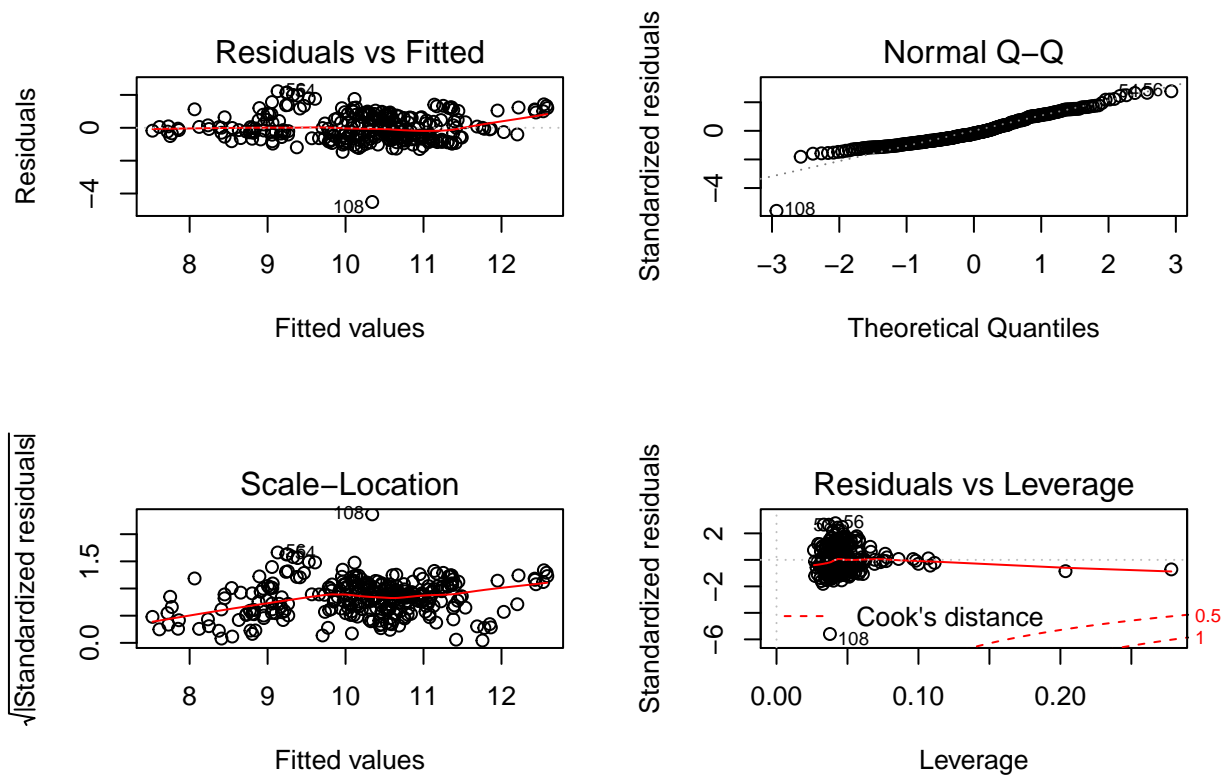 Residuals vs Fitted
Residuals
0
−4
108
8 9 10 11 12
Fitted values
Normal Q−Q
Standardized residuals
0
−4
108
54 56
−3 −2 −1 0 1 2 3
Theoretical Quantiles
Scale−Location
√|Standardized residuals|
1.5
0.0
108
8 9 10 11 12
Fitted values
Residuals vs Leverage
Standardized residuals
2
−2
−6
56
108
Cook's distance
0.5
1
0.00 0.10 0.20
Leverage